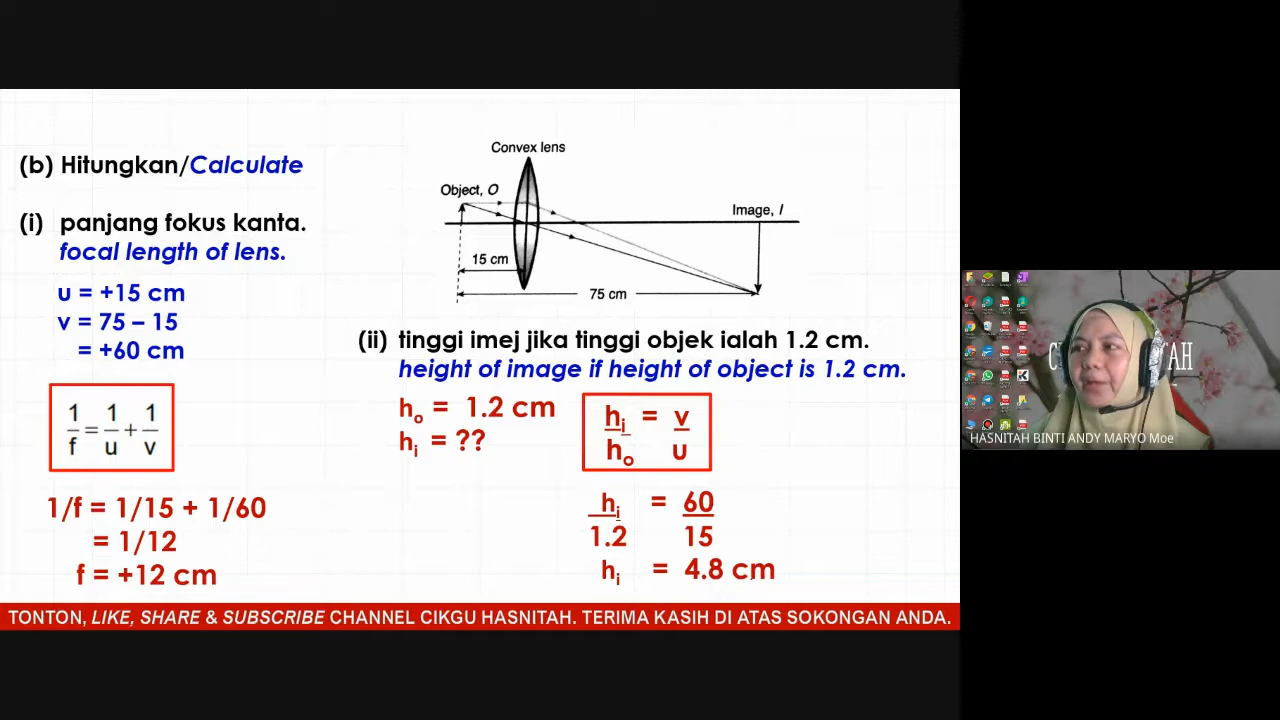 (b) Hitungkan/Calculate
(i) panjang fokus kanta.
focal length of lens.
u = +15 cm
v = 75 – 15
= +60 cm
1/f = 1/u + 1/v
1/f = 1/15 + 1/60
= 1/12
f = +12 cm
Convex lens
Object, O
Image, I
15 cm
75 cm
(ii) tinggi imej jika tinggi objek ialah 1.2 cm.
height of image if height of object is 1.2 cm.
hₒ = 1.2 cm
hᵢ = ??
hᵢ = v
hₒ u
hᵢ = 60
1.2 15
hᵢ = 4.8 cm
TONTON, LIKE, SHARE & SUBSCRIBE CHANNEL CIKGU HASNITAH. TERIMA KASIH DI ATAS SOKONGAN ANDA.
HASNITAH BINTI ANDY MARYO Moe